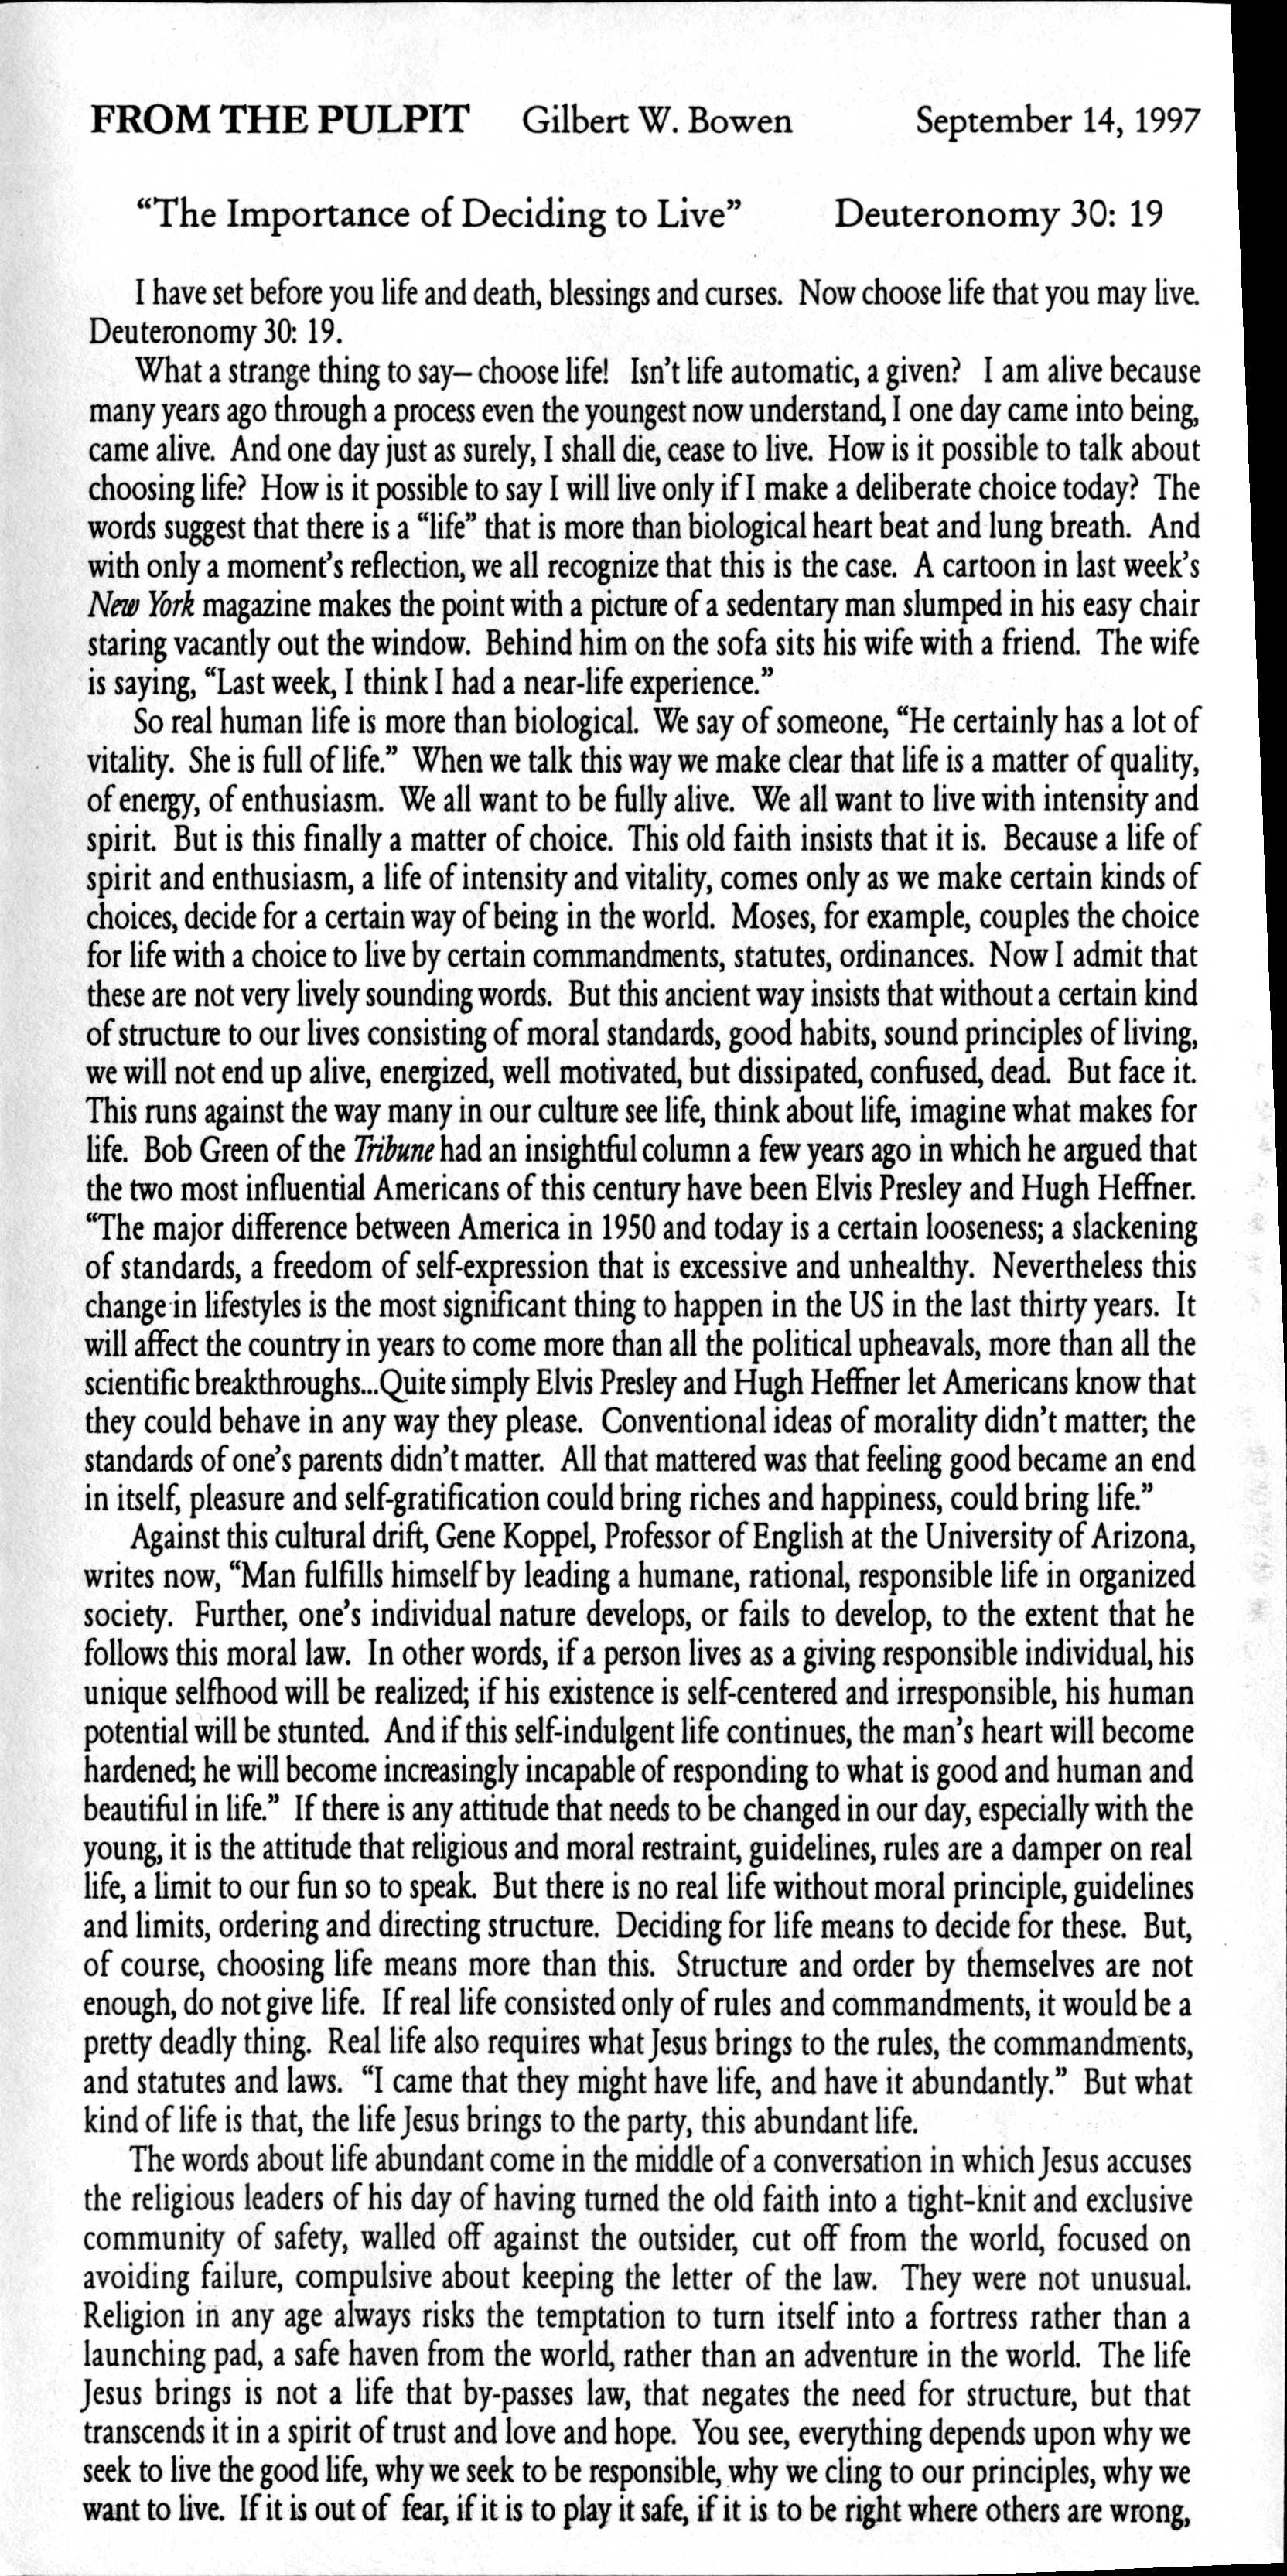 FROM THE PULPIT Gilbert W. Bowen September 14, 1997
“The Importance of Deciding to Live” Deuteronomy 30: 19
I have set before you life and death, blessings and curses. Now choose life that you may live.
Deuteronomy 30: 19.
What a strange thing to say– choose life! Isn’t life automatic, a given? I am alive because
many years ago through a process even the youngest now understand, I one day came into being,
came alive. And one day just as surely, I shall die, cease to live. How is it possible to talk about
choosing life? How is it possible to say I will live only if I make a deliberate choice today? The
words suggest that there is a “life” that is more than biological heart beat and lung breath. And
with only a moment’s reflection, we all recognize that this is the case. A cartoon in last week’s
New York magazine makes the point with a picture of a sedentary man slumped in his easy chair
staring vacantly out the window. Behind him on the sofa sits his wife with a friend. The wife
is saying, “Last week, I think I had a near-life experience.”
So real human life is more than biological. We say of someone, “He certainly has a lot of
vitality. She is full of life.” When we talk this way we make clear that life is a matter of quality,
of energy, of enthusiasm. We all want to be fully alive. We all want to live with intensity and
spirit. But is this finally a matter of choice. This old faith insists that it is. Because a life of
spirit and enthusiasm, a life of intensity and vitality, comes only as we make certain kinds of
choices, decide for a certain way of being in the world. Moses, for example, couples the choice
for life with a choice to live by certain commandments, statutes, ordinances. Now I admit that
these are not very lively sounding words. But this ancient way insists that without a certain kind
of structure to our lives consisting of moral standards, good habits, sound principles of living,
we will not end up alive, energized, well motivated, but dissipated, confused, dead. But face it.
This runs against the way many in our culture see life, think about life, imagine what makes for
life. Bob Green of the Tribune had an insightful column a few years ago in which he argued that
the two most influential Americans of this century have been Elvis Presley and Hugh Heffner.
“The major difference between America in 1950 and today is a certain looseness; a slackening
of standards, a freedom of self-expression that is excessive and unhealthy. Nevertheless this
change in lifestyles is the most significant thing to happen in the US in the last thirty years. It
will affect the country in years to come more than all the political upheavals, more than all the
scientific breakthroughs...Quite simply Elvis Presley and Hugh Heffner let Americans know that
they could behave in any way they please. Conventional ideas of morality didn’t matter; the
standards of one’s parents didn’t matter. All that mattered was that feeling good became an end
in itself, pleasure and self-gratification could bring riches and happiness, could bring life.”
Against this cultural drift, Gene Koppel, Professor of English at the University of Arizona,
writes now, “Man fulfills himself by leading a humane, rational, responsible life in organized
society. Further, one’s individual nature develops, or fails to develop, to the extent that he
follows this moral law. In other words, if a person lives as a giving responsible individual, his
unique selfhood will be realized; if his existence is self-centered and irresponsible, his human
potential will be stunted. And if this self-indulgent life continues, the man’s heart will become
hardened; he will become increasingly incapable of responding to what is good and human and
beautiful in life.” If there is any attitude that needs to be changed in our day, especially with the
young, it is the attitude that religious and moral restraint, guidelines, rules are a damper on real
life, a limit to our fun so to speak. But there is no real life without moral principle, guidelines
and limits, ordering and directing structure. Deciding for life means to decide for these. But,
of course, choosing life means more than this. Structure and order by themselves are not
enough, do not give life. If real life consisted only of rules and commandments, it would be a
pretty deadly thing. Real life also requires what Jesus brings to the rules, the commandments,
and statutes and laws. “I came that they might have life, and have it abundantly.” But what
kind of life is that, the life Jesus brings to the party, this abundant life.
The words about life abundant come in the middle of a conversation in which Jesus accuses
the religious leaders of his day of having turned the old faith into a tight-knit and exclusive
community of safety, walled off against the outsider, cut off from the world, focused on
avoiding failure, compulsive about keeping the letter of the law. They were not unusual.
Religion in any age always risks the temptation to turn itself into a fortress rather than a
launching pad, a safe haven from the world, rather than an adventure in the world. The life
Jesus brings is not a life that by-passes law, that negates the need for structure, but that
transcends it in a spirit of trust and love and hope. You see, everything depends upon why we
seek to live the good life, why we seek to be responsible, why we cling to our principles, why we
want to live. If it is out of fear, if it is to play it safe, if it is to be right where others are wrong,